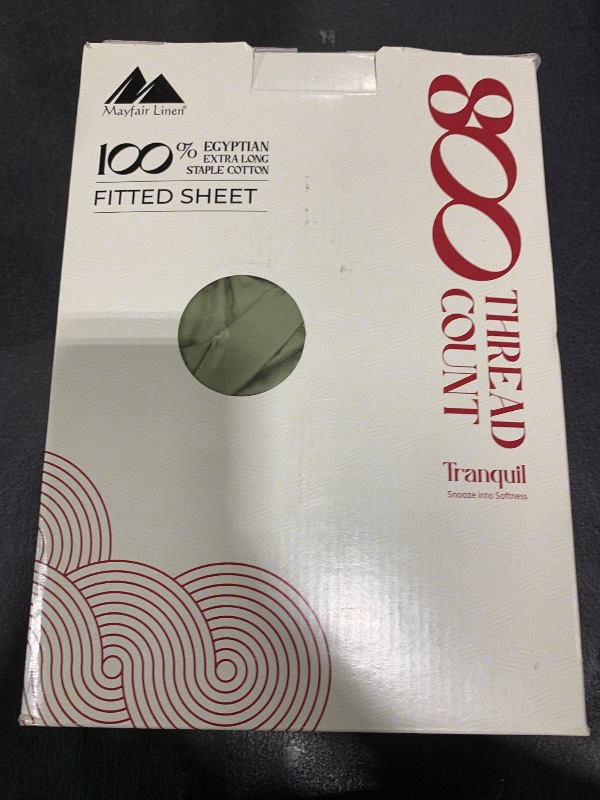 Mayfair Linen®
100% EGYPTIAN
EXTRA LONG
STAPLE COTTON
FITTED SHEET
800
THREAD
COUNT
Tranquil
Snooze into Softness